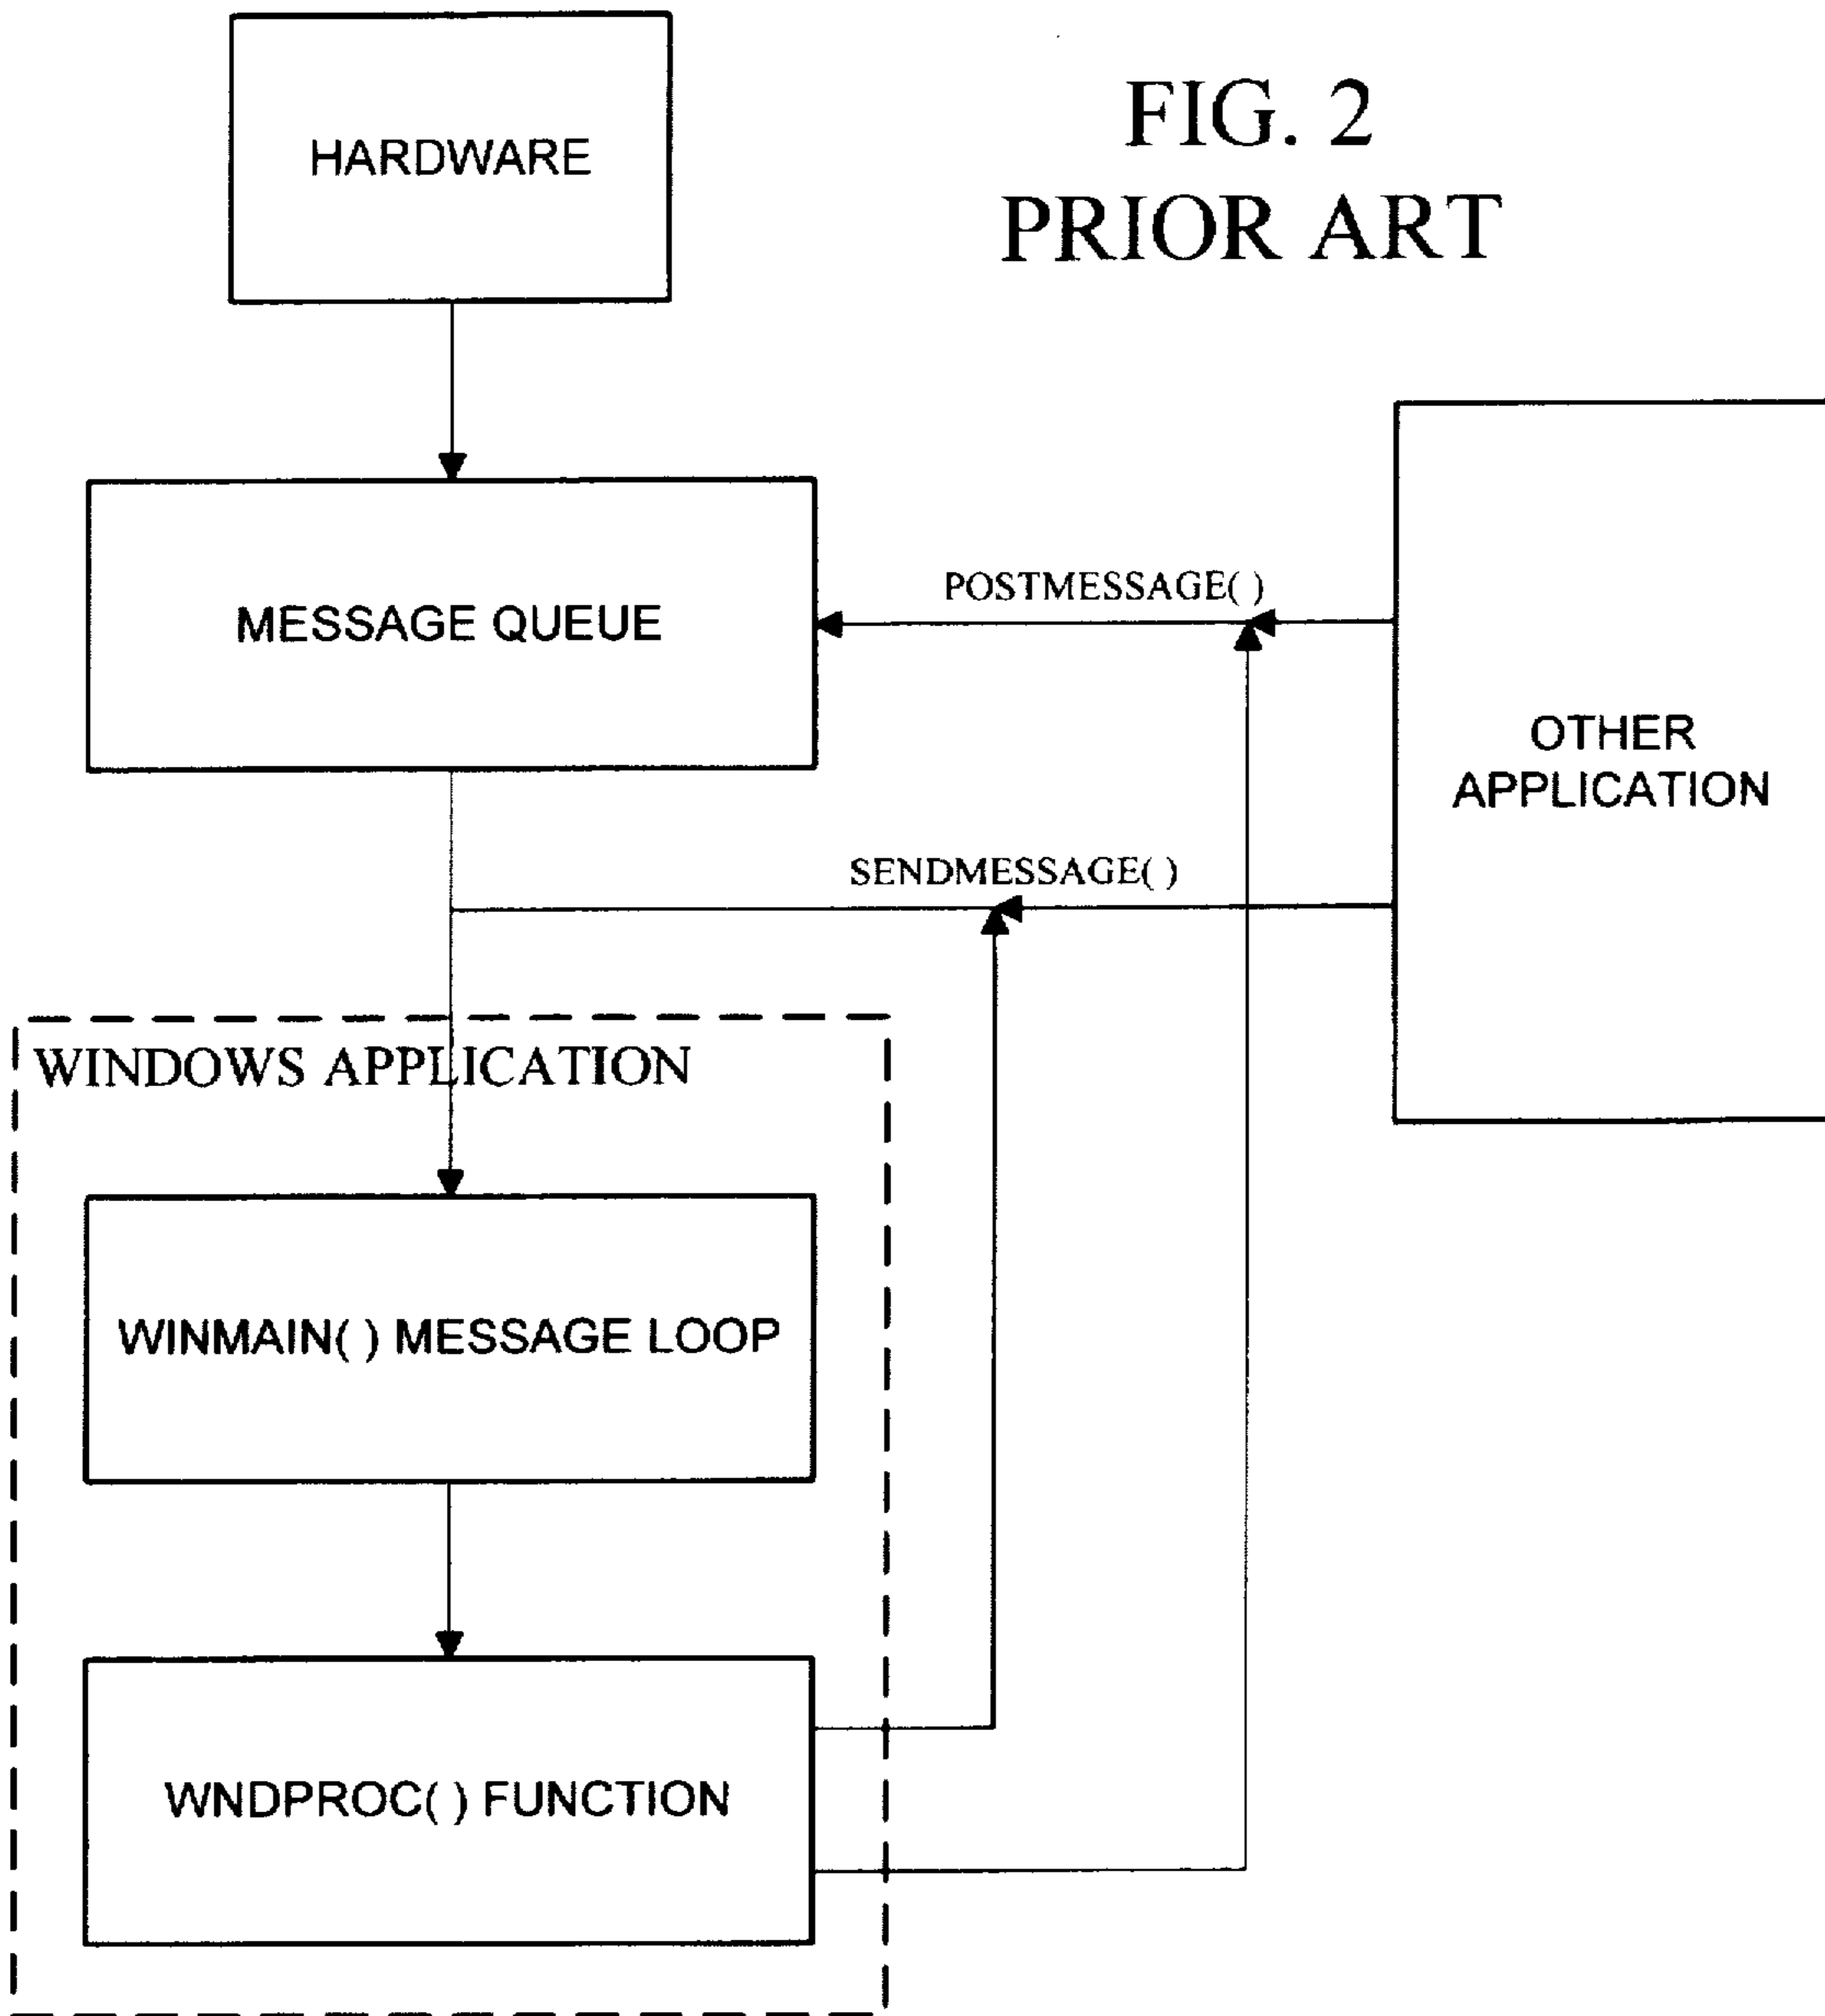 FIG. 2
PRIOR ART
HARDWARE
MESSAGE QUEUE
POSTMESSAGE( )
OTHER
APPLICATION
SENDMESSAGE( )
WINDOWS APPLICATION
WINMAIN( ) MESSAGE LOOP
WNDPROC( ) FUNCTION